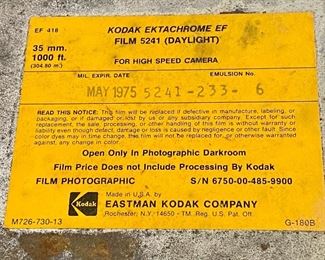 EF 418
KODAK EKTACHROME EF
FILM 5241 (DAYLIGHT)
35 mm.
1000 ft.
(304.80 m.)
FOR HIGH SPEED CAMERA
MIL. EXPIR. DATE
EMULSION No.
MAY 1975 5241-233- 6
READ THIS NOTICE: This film will be replaced if defective in manufacture, labeling,
or packaging, or if damaged or lost by us or any subsidiary company. Except for such
replacement, the sale, processing, or other handling of this film is without warranty or
liability even though defect, damage, or loss is caused by negligence or other fault. Since
color dyes may in time change, this film will not be replaced for, or otherwise warranted
against, any change in color.
Open Only In Photographic Darkroom
Film Price Does not Include Processing By Kodak
FILM PHOTOGRAPHIC S/N 6750-00-485-9900
Kodak
Made in U.S.A. by
EASTMAN KODAK COMPANY
Rochester, N.Y. 14650 - TM. Reg. U.S. Pat. Off.
M726-730-13
G-180B